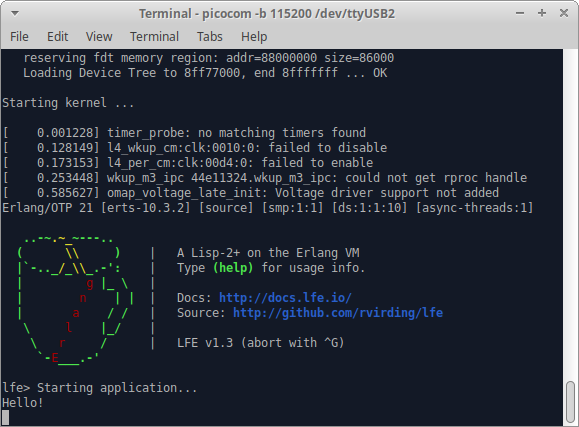 Terminal - picocom -b 115200 /dev/ttyUSB2
File Edit View Terminal Tabs Help
reserving fdt memory region: addr=88000000 size=86000
Loading Device Tree to 8ff77000, end 8fffffff ... OK
Starting kernel ...
[    0.001228] timer_probe: no matching timers found
[    0.128149] l4_wkup_cm:clk:0010:0: failed to disable
[    0.173153] l4_per_cm:clk:00d4:0: failed to enable
[    0.253448] wkup_m3_ipc 44e11324.wkup_m3_ipc: could not get rproc handle
[    0.585627] omap_voltage_late_init: Voltage driver support not added
Erlang/OTP 21 [erts-10.3.2] [source] [smp:1:1] [ds:1:1:10] [async-threads:1]
   ..-~.~_~---..
  (      \\     )    |   A Lisp-2+ on the Erlang VM
  |`-.._/_\\_.-':    |   Type (help) for usage info.
  |         g |_ \   |
  |        n    | |  |   Docs: http://docs.lfe.io/
  |       a    / /   |   Source: http://github.com/rvirding/lfe
   \     l    |_/    |
    \   r     /      |   LFE v1.3 (abort with ^G)
     `-E___.-'
lfe> Starting application...
Hello!